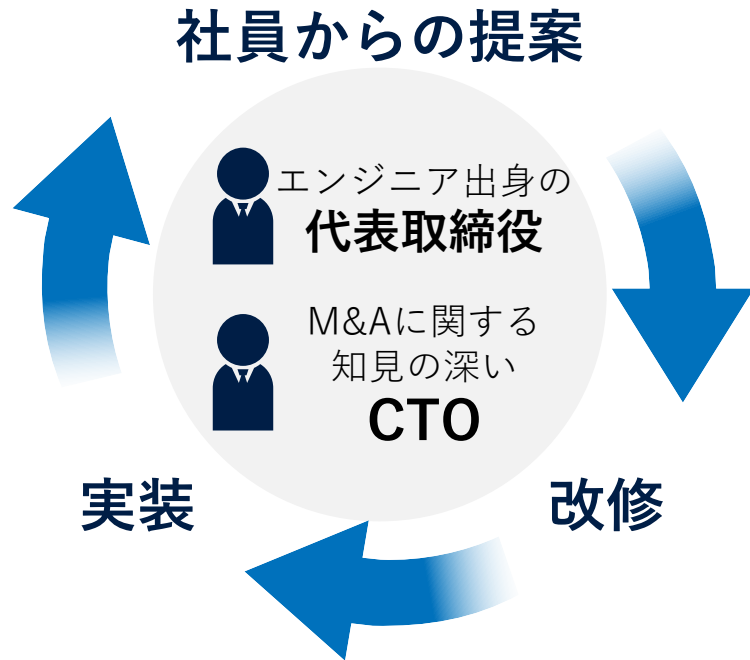 社員からの提案
エンジニア出身の
代表取締役
M&Aに関する
知見の深い
CTO
実装
改修